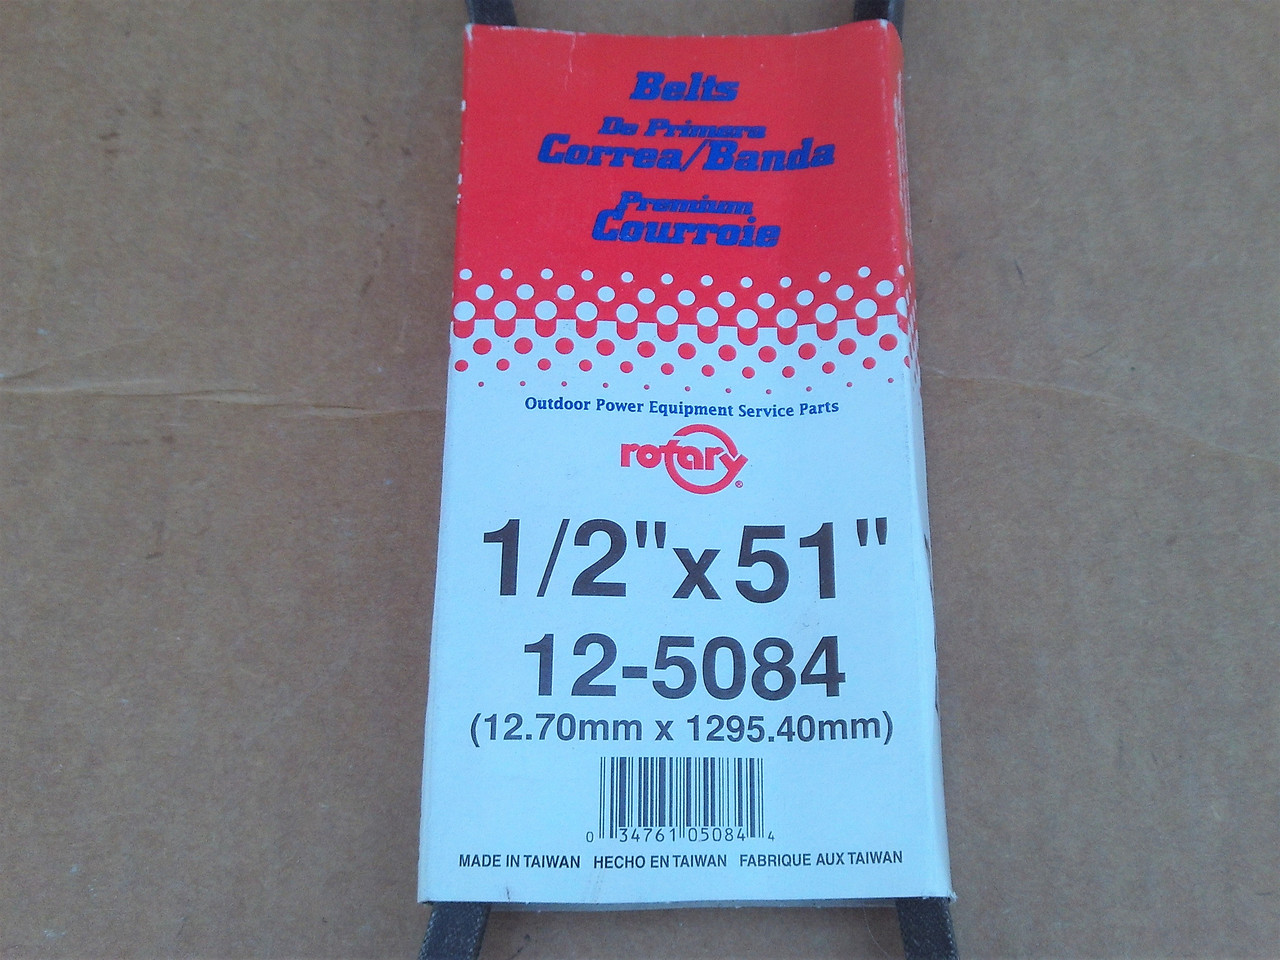 Belts
De Primera
Correa/Banda
Premium
Courroie
Outdoor Power Equipment Service Parts
rotary®
1/2"x51"
12-5084
(12.70mm x 1295.40mm)
0 34761 05084 4
MADE IN TAIWAN HECHO EN TAIWAN FABRIQUE AUX TAIWAN